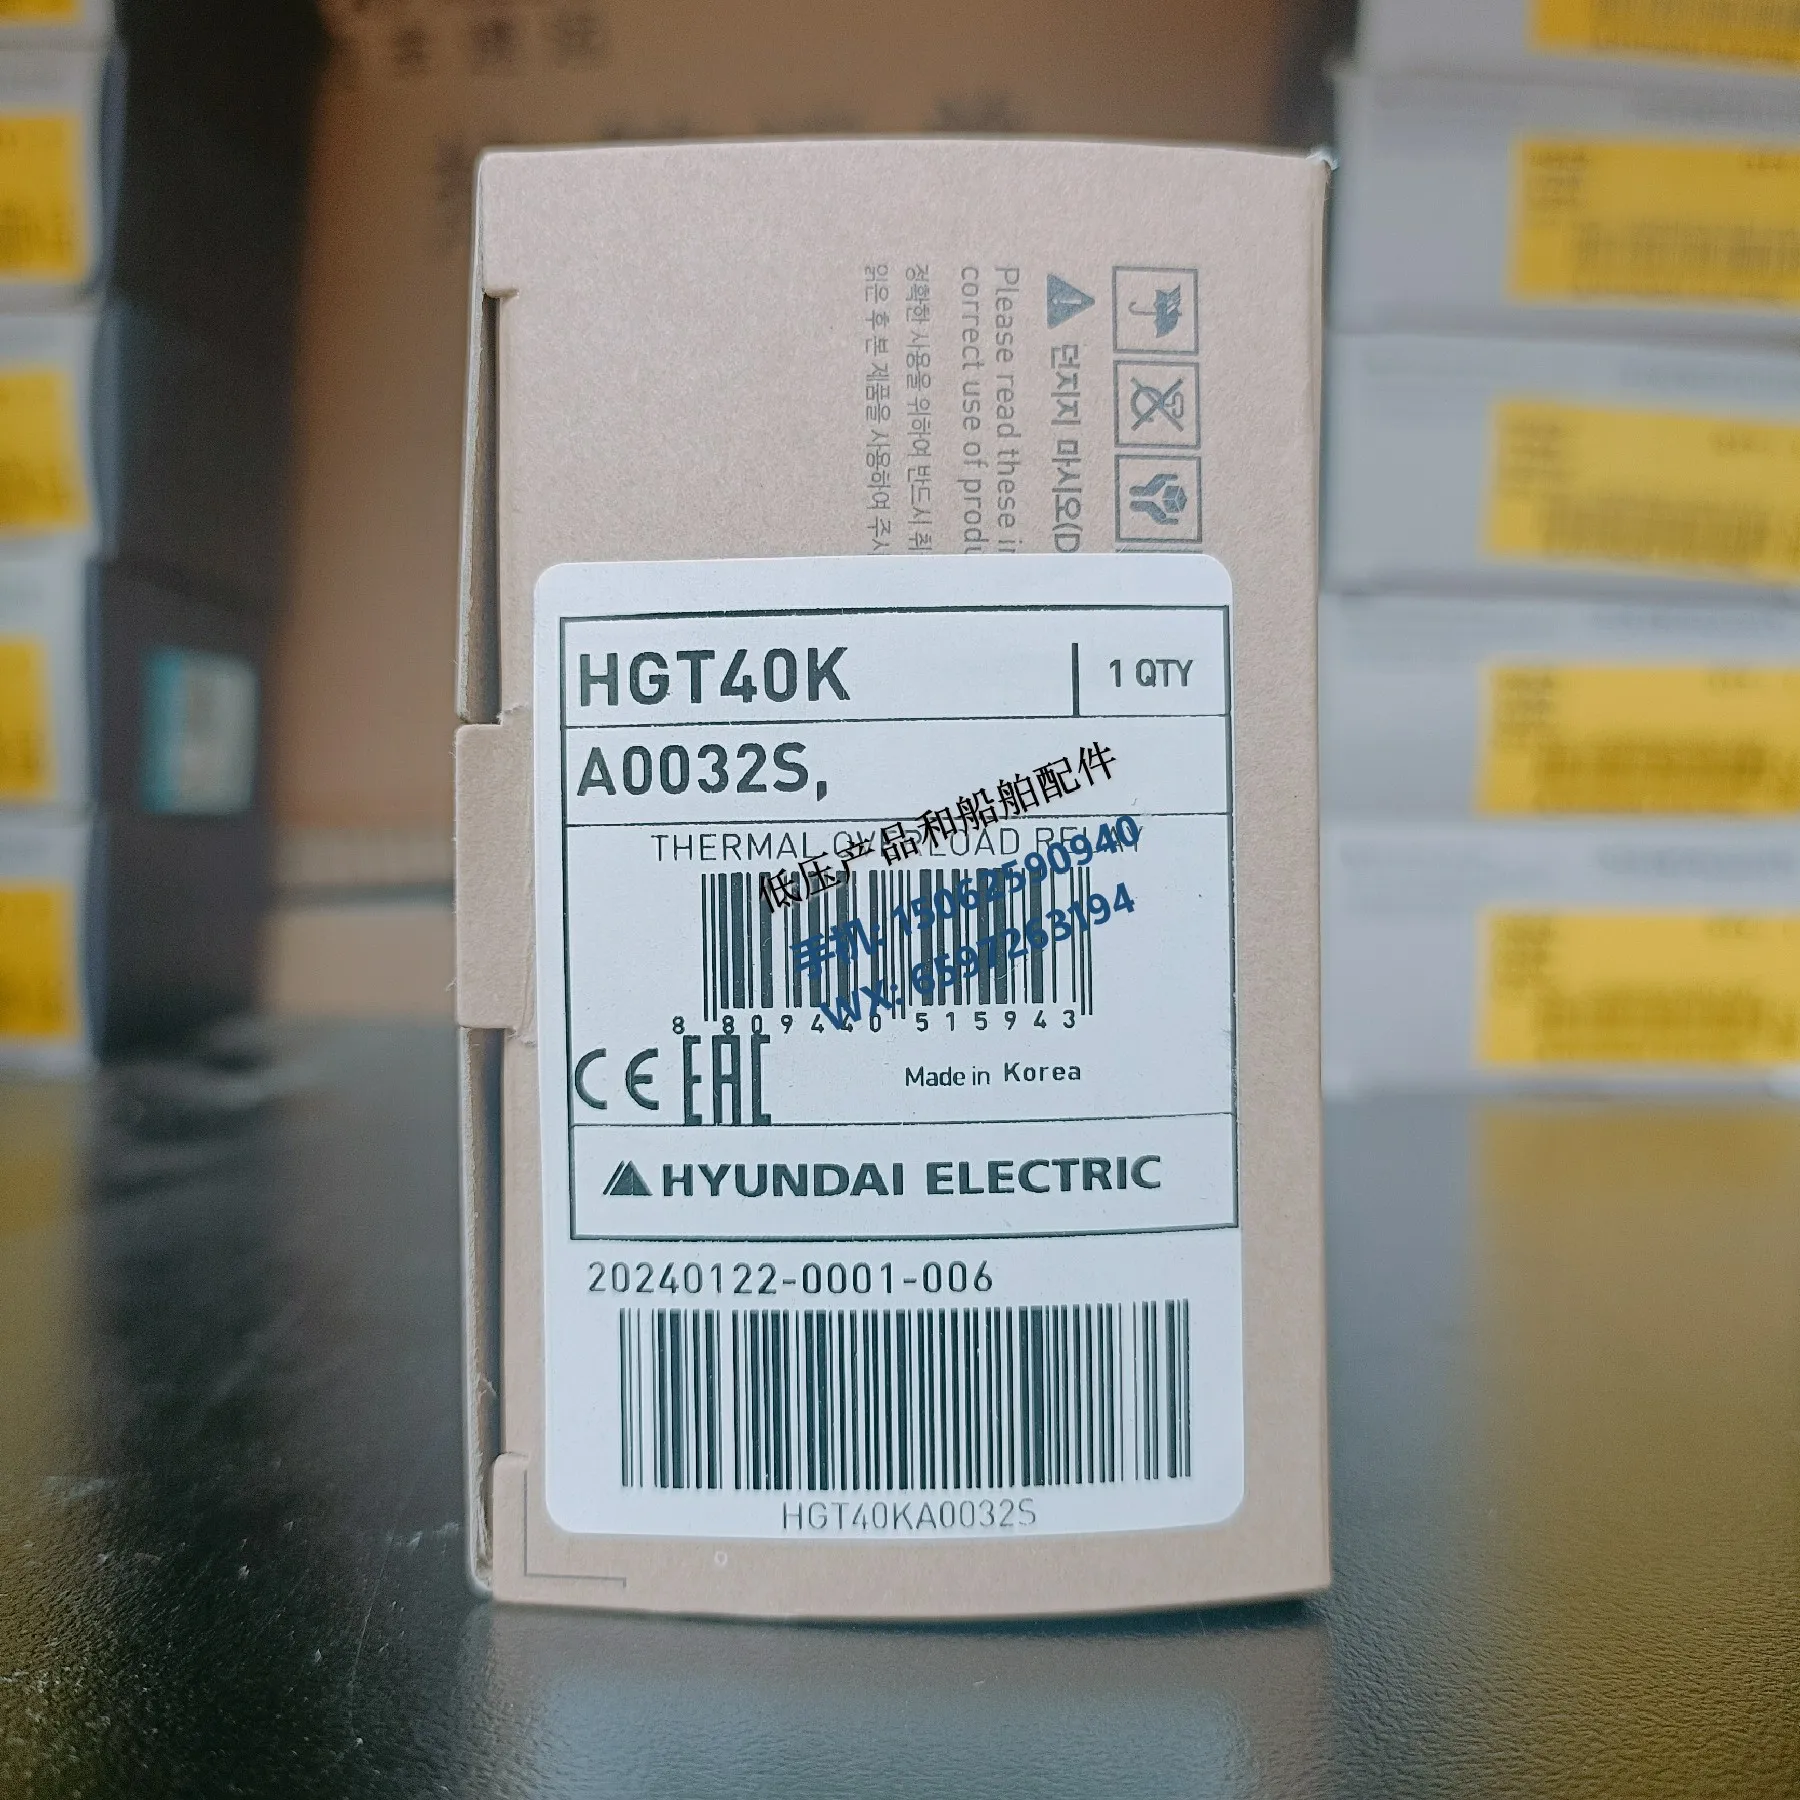 던지지 마시오(D
Please read these in
correct use of produ
정확한 사용을 위하여 반드시 취
읽은 후 본 제품을 사용하여 주시
HGT40K
1 QTY
A0032S,
THERMAL OVERLOAD RELAY
低压产品和船舶配件
手机: 15062590940
WX: 6597263194
8 809440 515943
CE EAC
Made in Korea
HYUNDAI ELECTRIC
20240122-0001-006
HGT40KA0032S